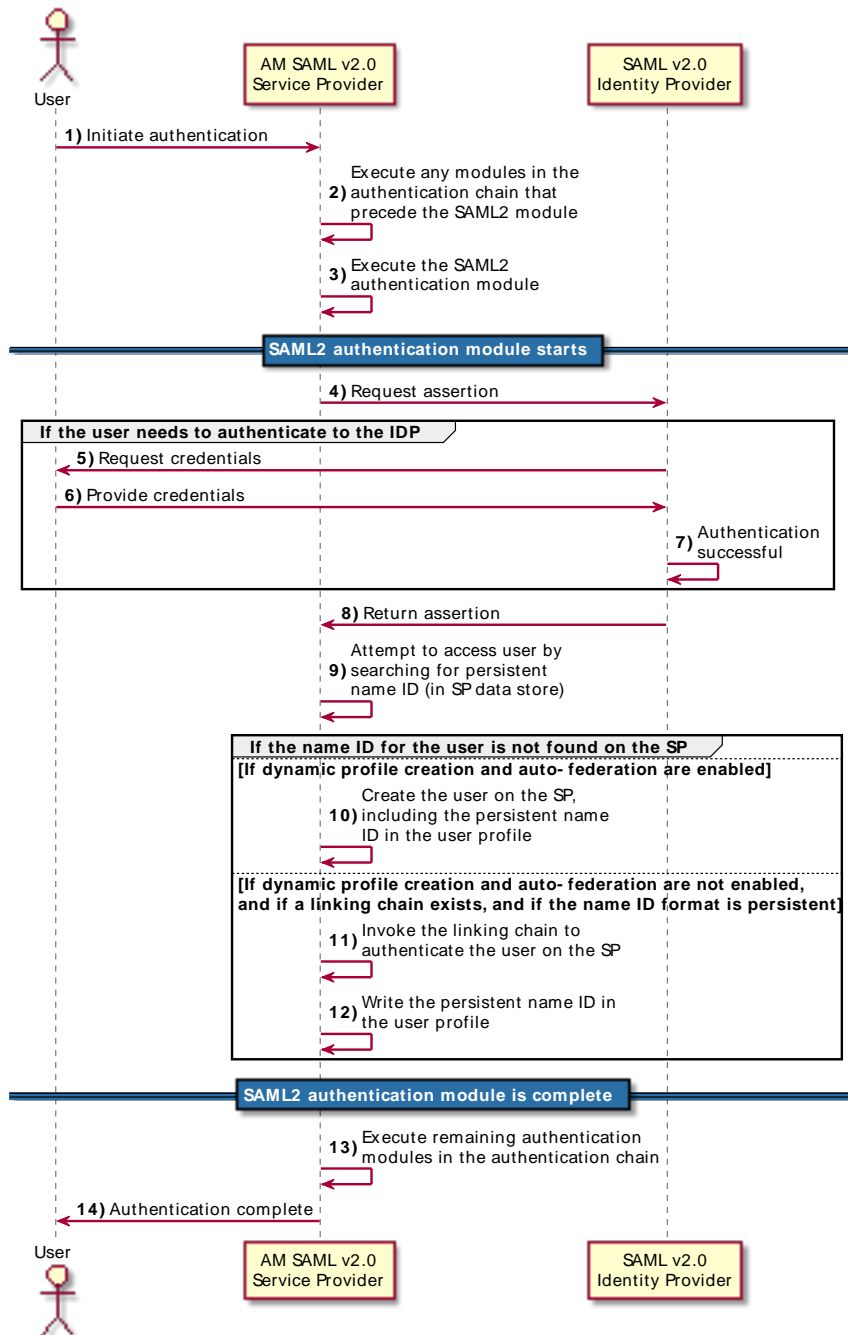 User
AM SAML v2.0
Service Provider
SAML v2.0
Identity Provider
1) Initiate authentication
Execute any modules in the
2) authentication chain that
precede the SAML2 module
3) Execute the SAML2
authentication module
SAML2 authentication module starts
4) Request assertion
If the user needs to authenticate to the IDP
5) Request credentials
6) Provide credentials
7) Authentication
successful
8) Return assertion
Attempt to access user by
9) searching for persistent
name ID (in SP data store)
If the name ID for the user is not found on the SP
[If dynamic profile creation and auto- federation are enabled]
Create the user on the SP,
10) including the persistent name
ID in the user profile
[If dynamic profile creation and auto- federation are not enabled,
and if a linking chain exists, and if the name ID format is persistent]
11) Invoke the linking chain to
authenticate the user on the SP
12) Write the persistent name ID in
the user profile
SAML2 authentication module is complete
13) Execute remaining authentication
modules in the authentication chain
14) Authentication complete
User
AM SAML v2.0
Service Provider
SAML v2.0
Identity Provider